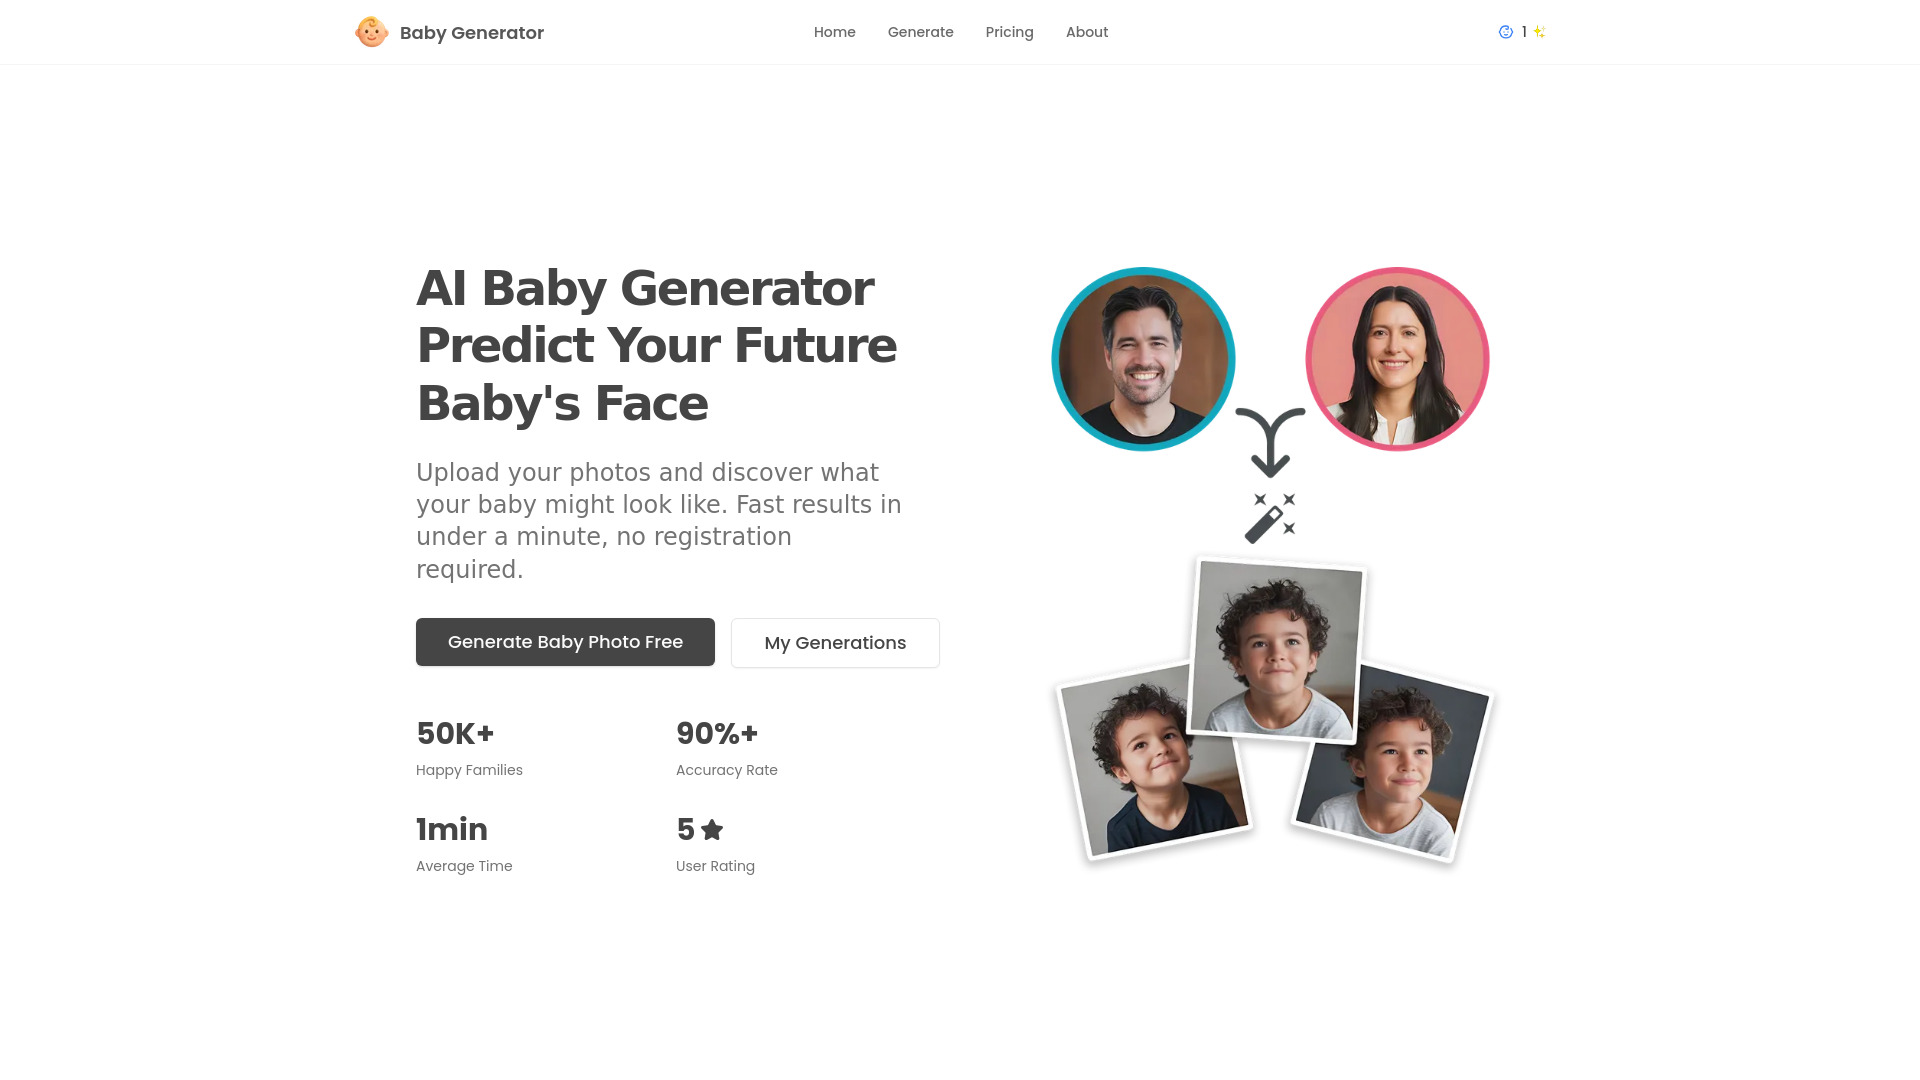 Baby Generator
Home
Generate
Pricing
About
1
AI Baby Generator
Predict Your Future
Baby's Face
Upload your photos and discover what
your baby might look like. Fast results in
under a minute, no registration
required.
Generate Baby Photo Free
My Generations
50K+
Happy Families
90%+
Accuracy Rate
1min
Average Time
5
User Rating